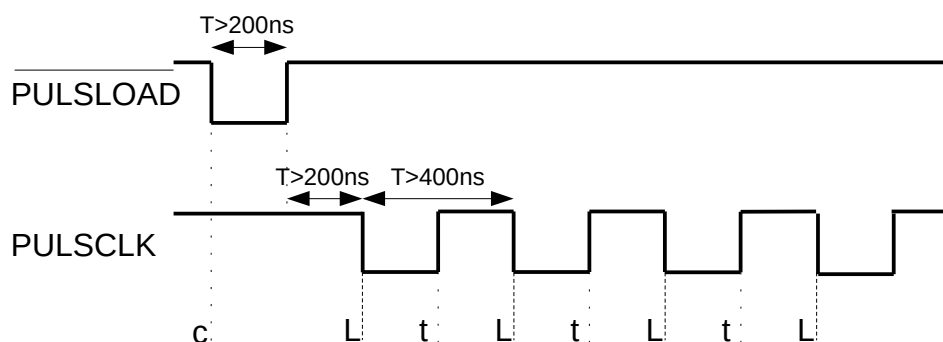 T>200ns
PULSLOAD
T>200ns T>400ns
PULSCLK
c L t L t L t L